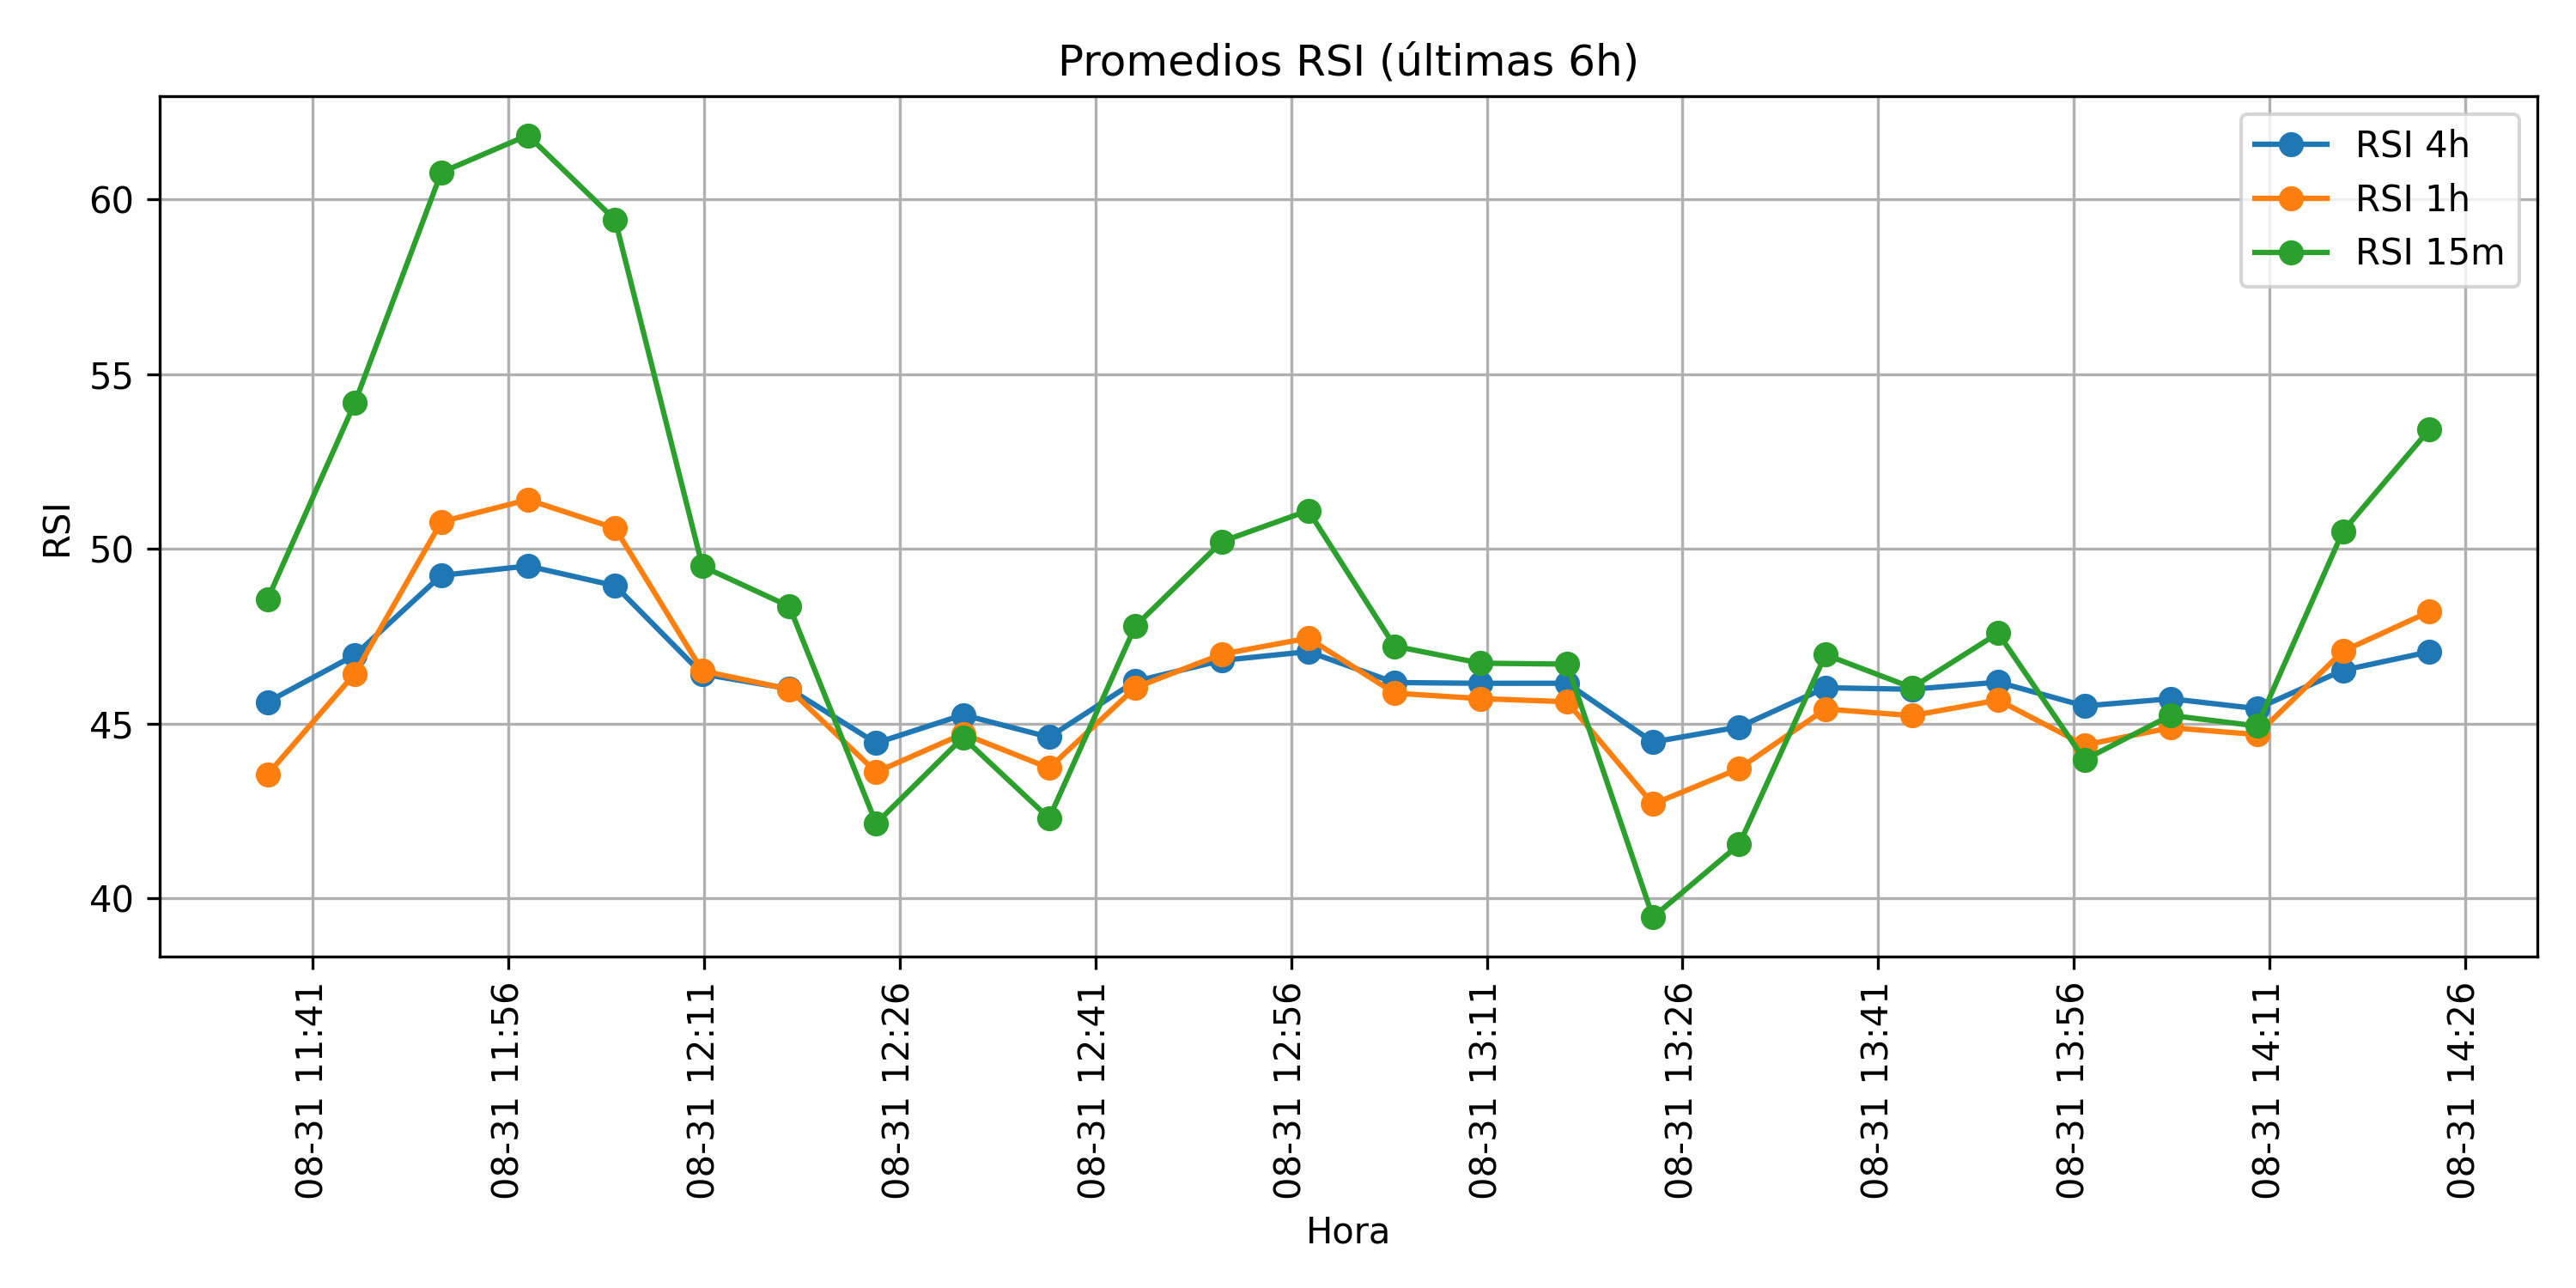 Promedios RSI (últimas 6h)
RSI 4h
RSI 1h
RSI 15m
RSI
60
55
50
45
40
08-31 11:41
08-31 11:56
08-31 12:11
08-31 12:26
08-31 12:41
08-31 12:56
08-31 13:11
08-31 13:26
08-31 13:41
08-31 13:56
08-31 14:11
08-31 14:26
Hora